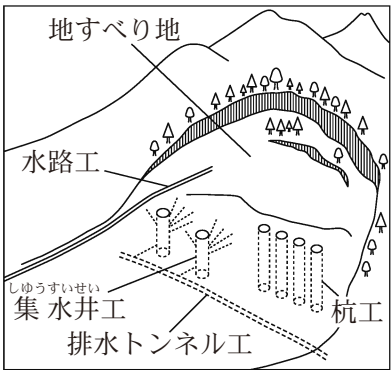 地すべり地
水路工
しゆうすいせい
集水井工
杭工
排水トンネル工